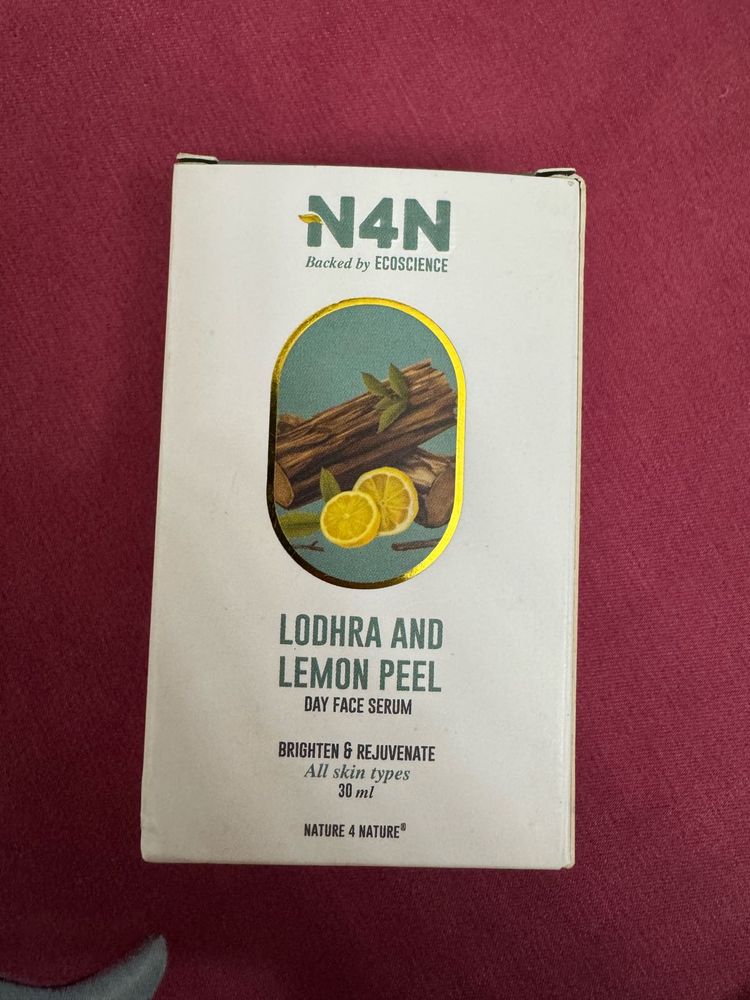 N4N
Backed by ECOSCIENCE
LODHRA AND
LEMON PEEL
DAY FACE SERUM
BRIGHTEN & REJUVENATE
All skin types
30 ml
NATURE 4 NATURE®